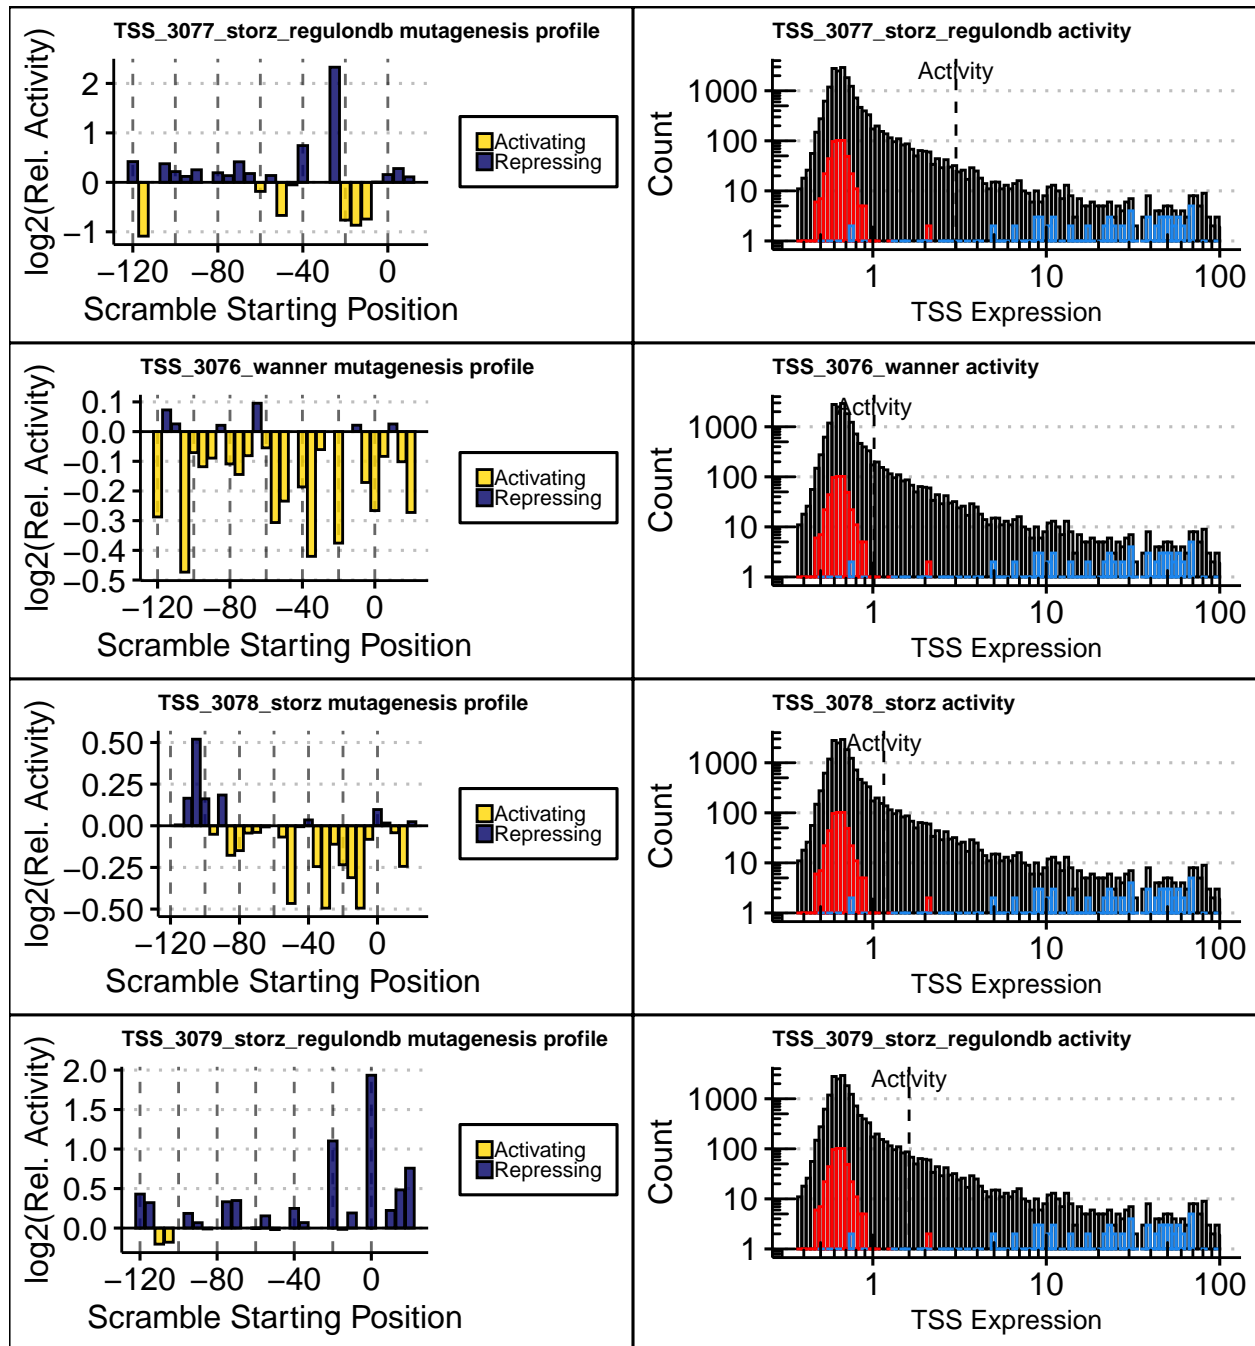 TSS_3077_storz_regulondb mutagenesis profile
log2(Rel. Activity)
2
1
0
−1
−120
−80
−40
0
Scramble Starting Position
Activating
Repressing
TSS_3077_storz_regulondb activity
Activity
Count
1000
100
10
1
1
10
100
TSS Expression
TSS_3076_wanner mutagenesis profile
log2(Rel. Activity)
0.1
0.0
−0.1
−0.2
−0.3
−0.4
−0.5
−120
−80
−40
0
Scramble Starting Position
Activating
Repressing
TSS_3076_wanner activity
Activity
Count
1000
100
10
1
1
10
100
TSS Expression
TSS_3078_storz mutagenesis profile
log2(Rel. Activity)
0.50
0.25
0.00
−0.25
−0.50
−120
−80
−40
0
Scramble Starting Position
Activating
Repressing
TSS_3078_storz activity
Activity
Count
1000
100
10
1
1
10
100
TSS Expression
TSS_3079_storz_regulondb mutagenesis profile
log2(Rel. Activity)
2.0
1.5
1.0
0.5
0.0
−120
−80
−40
0
Scramble Starting Position
Activating
Repressing
TSS_3079_storz_regulondb activity
Activity
Count
1000
100
10
1
1
10
100
TSS Expression